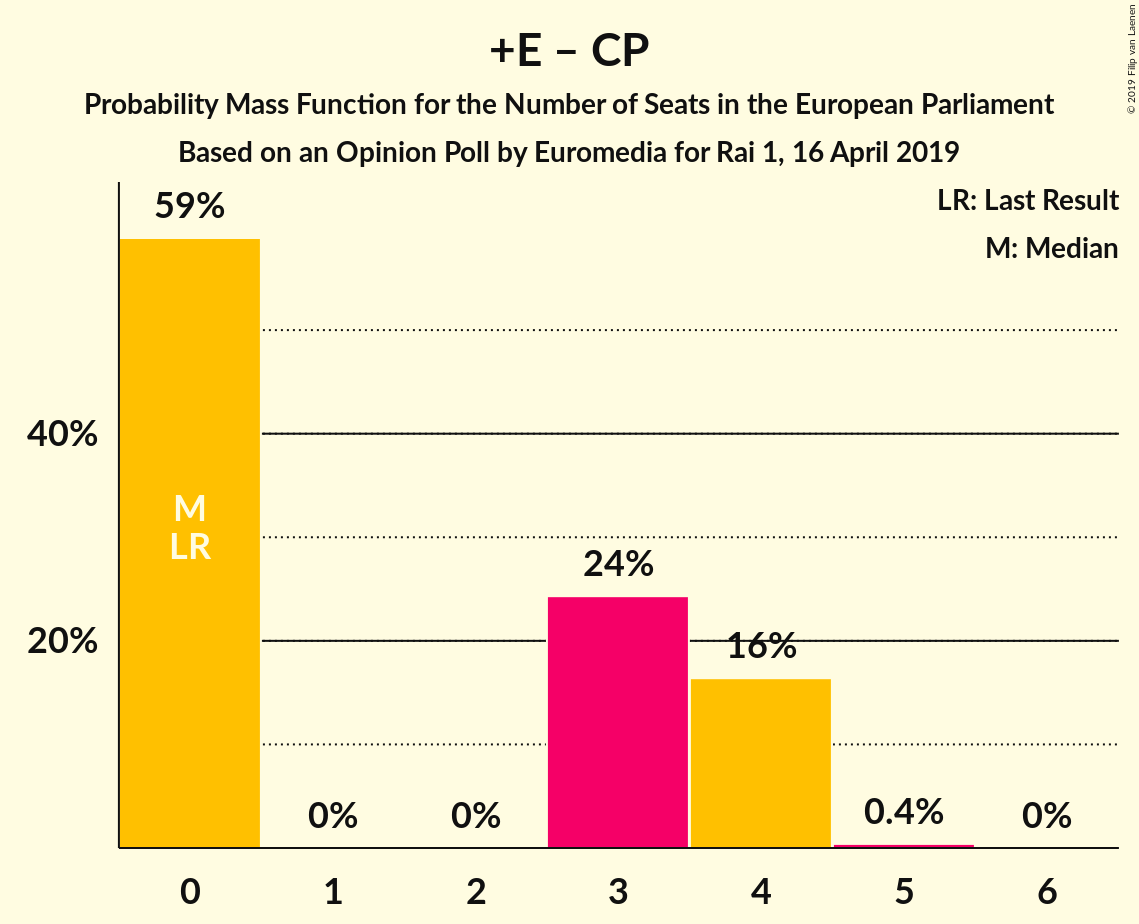 +E – CP
Probability Mass Function for the Number of Seats in the European Parliament
Based on an Opinion Poll by Euromedia for Rai 1, 16 April 2019
© 2019 Filip van Laenen
LR: Last Result
M: Median
59%
40%
M
LR
24%
20%
16%
0%
0%
0.4%
0%
0
1
2
3
4
5
6